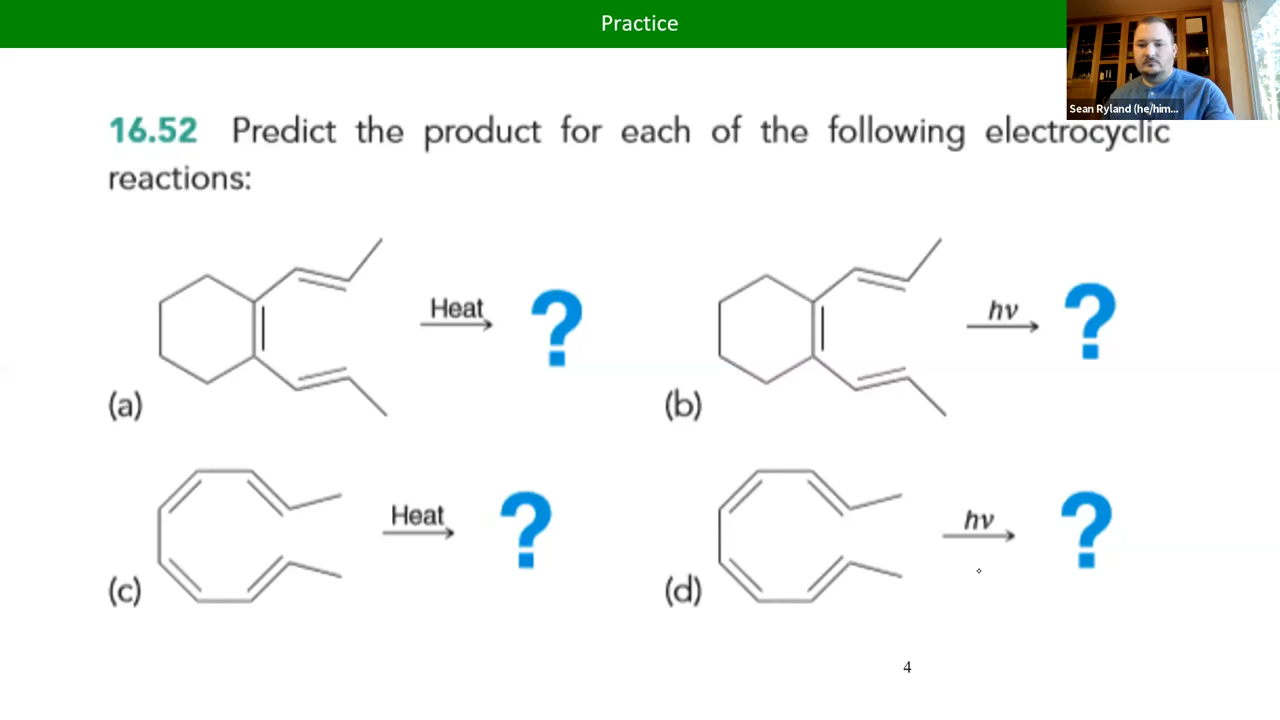 Practice
Sean Ryland (he/him...
16.52 Predict the product for each of the following electrocyclic
reactions:
Heat
?
(a)
hν
?
(b)
Heat
?
(c)
hν
?
(d)
4